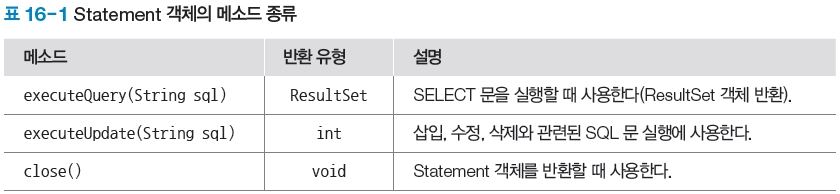 표 16-1 Statement 객체의 메소드 종류
메소드 반환 유형 설명
executeQuery(String sql) ResultSet SELECT 문을 실행할 때 사용한다(ResultSet 객체 반환).
executeUpdate(String sql) int 삽입, 수정, 삭제와 관련된 SQL 문 실행에 사용한다.
close() void Statement 객체를 반환할 때 사용한다.